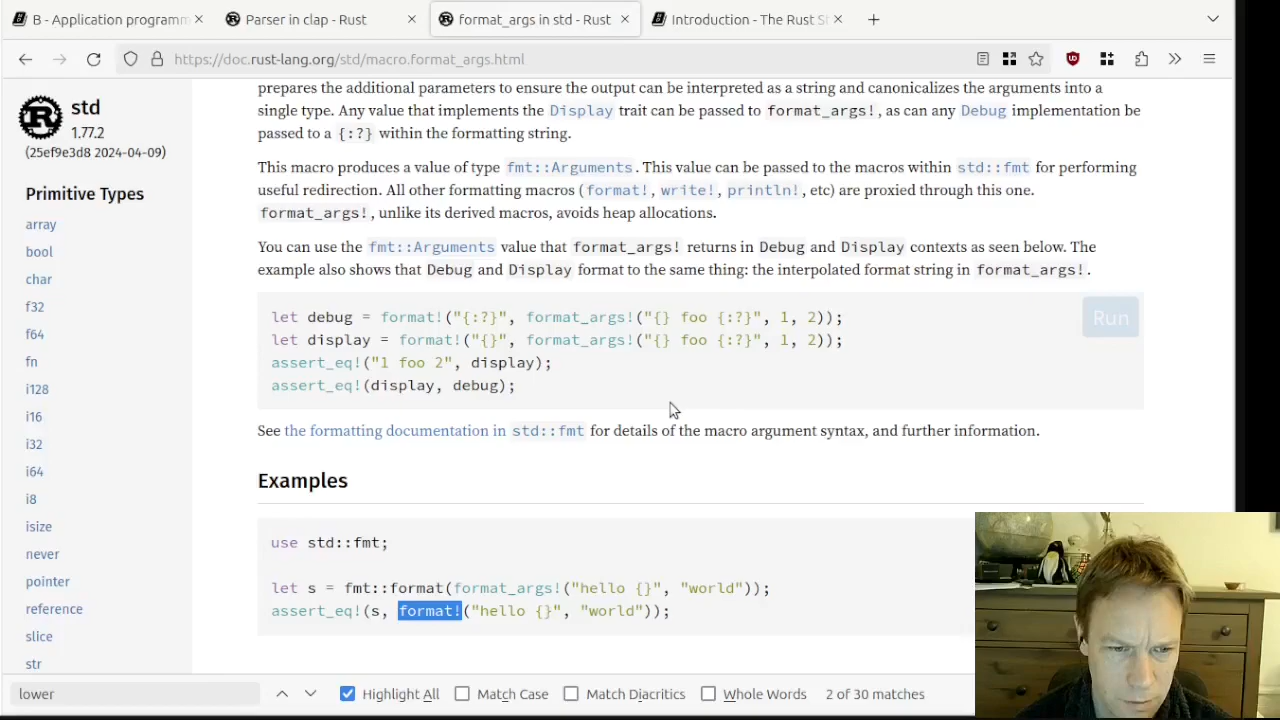 B - Application programm
Parser in clap - Rust
format_args in std - Rust
Introduction - The Rust S
https://doc.rust-lang.org/std/macro.format_args.html
std
1.77.2
(25ef9e3d8 2024-04-09)
Primitive Types
array
bool
char
f32
f64
fn
i128
i16
i32
i64
i8
isize
never
pointer
reference
slice
str
prepares the additional parameters to ensure the output can be interpreted as a string and canonicalizes the arguments into a
single type. Any value that implements the Display trait can be passed to format_args!, as can any Debug implementation be
passed to a {:?} within the formatting string.
This macro produces a value of type fmt::Arguments. This value can be passed to the macros within std::fmt for performing
useful redirection. All other formatting macros (format!, write!, println!, etc) are proxied through this one.
format_args!, unlike its derived macros, avoids heap allocations.
You can use the fmt::Arguments value that format_args! returns in Debug and Display contexts as seen below. The
example also shows that Debug and Display format to the same thing: the interpolated format string in format_args!.
let debug = format!("{:?}", format_args!("{} foo {:?}", 1, 2));
let display = format!("{}", format_args!("{} foo {:?}", 1, 2));
assert_eq!("1 foo 2", display);
assert_eq!(display, debug);
Run
See the formatting documentation in std::fmt for details of the macro argument syntax, and further information.
Examples
use std::fmt;
let s = fmt::format(format_args!("hello {}", "world"));
assert_eq!(s, format!("hello {}", "world"));
lower
Highlight All
Match Case
Match Diacritics
Whole Words
2 of 30 matches